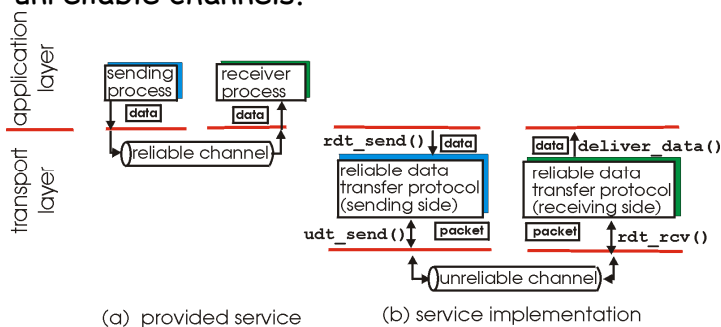 unreliable channels.
application
layer
transport
layer
sending
process
receiver
process
data
data
reliable channel
(a) provided service
rdt_send()
data
data
deliver_data()
reliable data
transfer protocol
(sending side)
reliable data
transfer protocol
(receiving side)
udt_send()
packet
packet
rdt_rcv()
unreliable channel
(b) service implementation